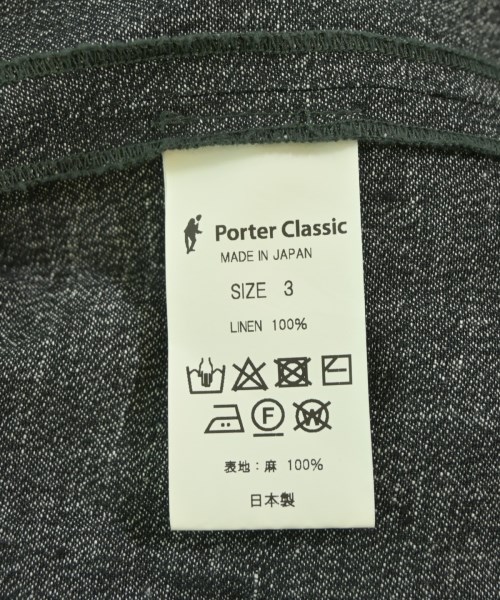 Porter Classic
MADE IN JAPAN
SIZE 3
LINEN 100%
F W
表地：麻 100%
日本製